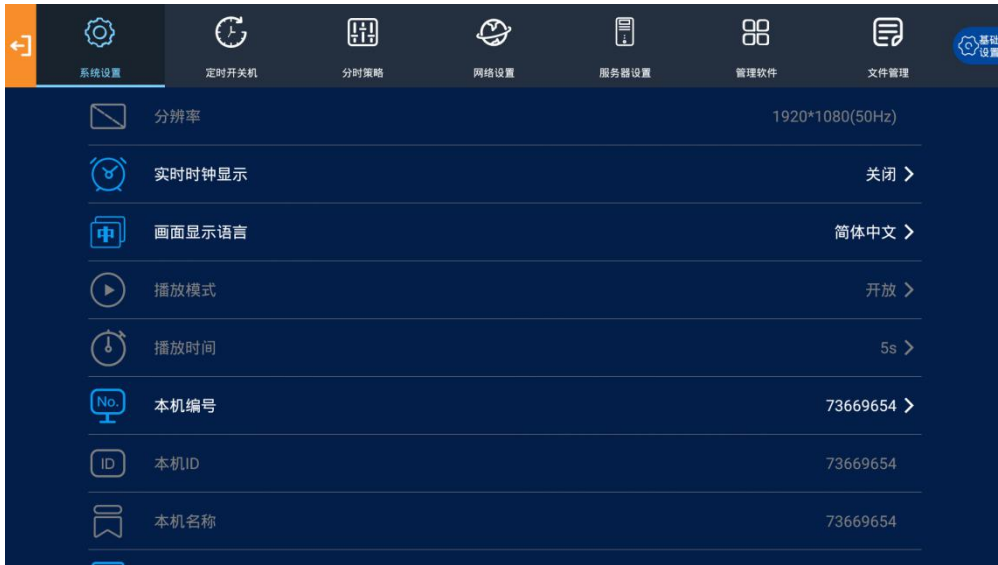 系统设置
定时开关机
分时策略
网络设置
服务器设置
管理软件
文件管理
基础
设置
分辨率 1920*1080(50Hz)
实时时钟显示 关闭
中 画面显示语言 简体中文
播放模式 开放
播放时间 5s
No. 本机编号 73669654
ID 本机ID 73669654
本机名称 73669654